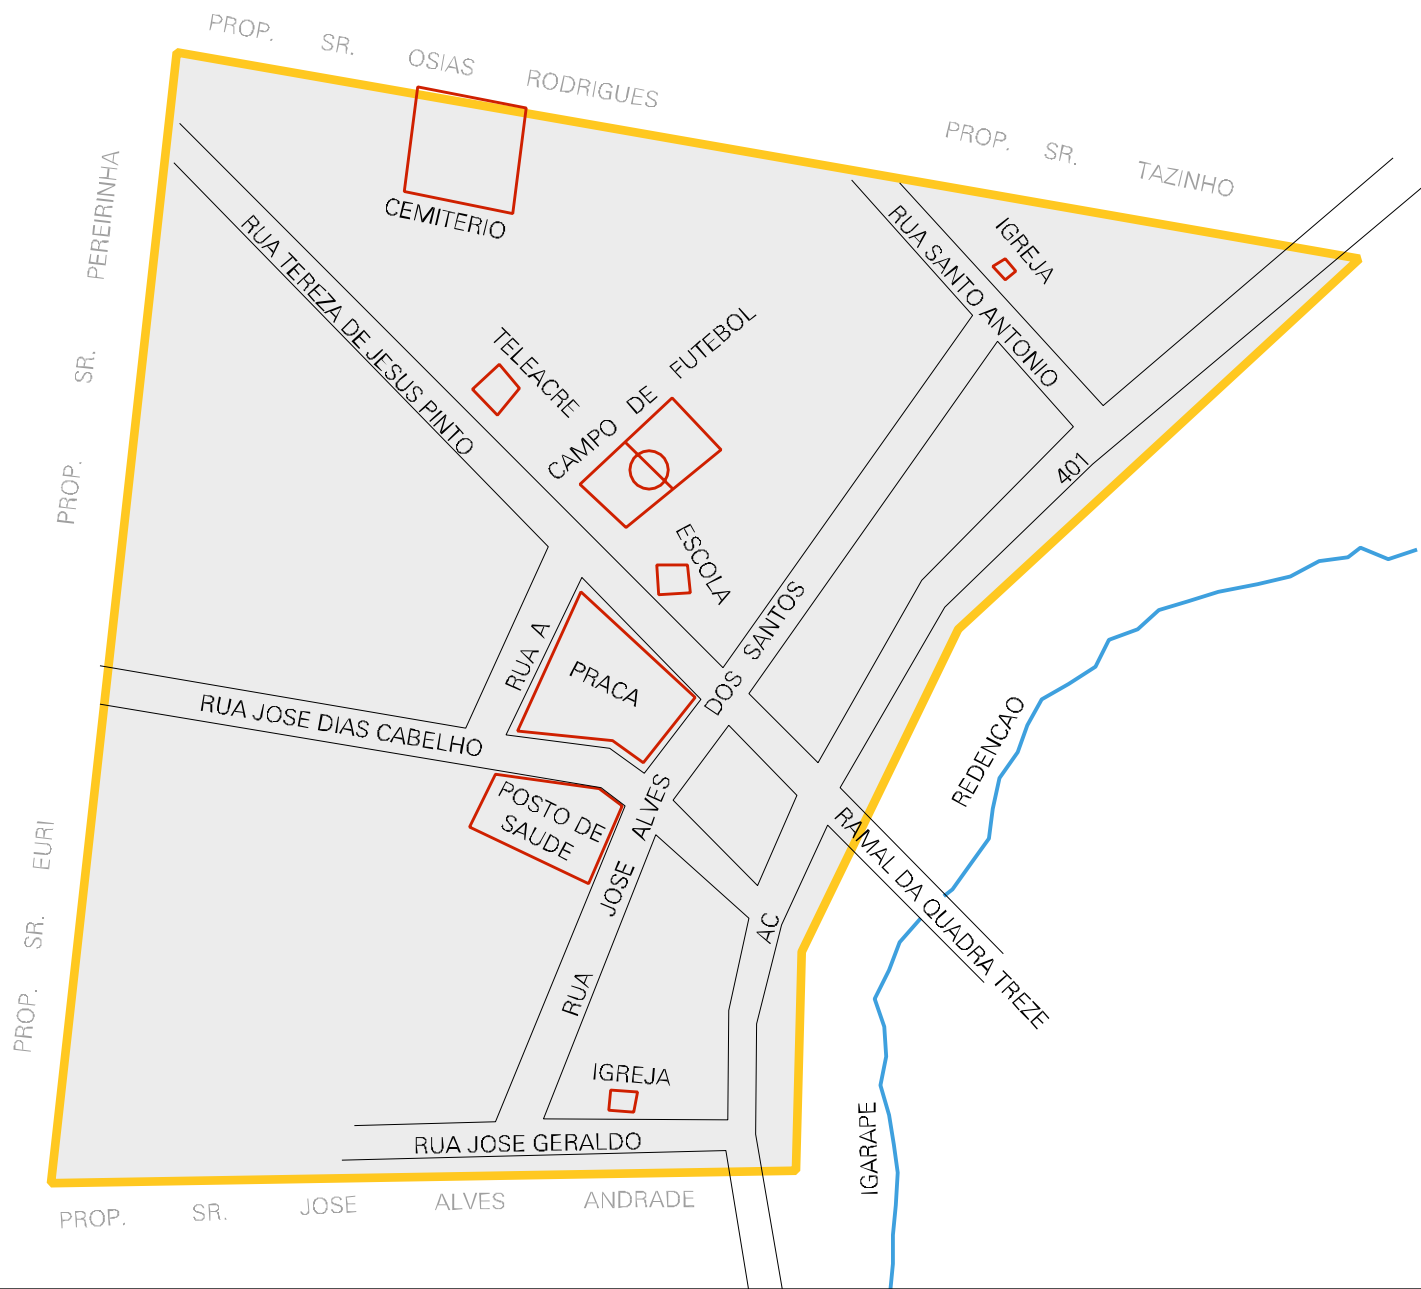 PROP. SR. OSIAS RODRIGUES
PROP. SR. TAZINHO
PROP. SR. PEREIRINHA
CEMITERIO
RUA SANTO ANTONIO
IGREJA
RUA TEREZA DE JESUS PINTO
TELEACRE
CAMPO DE FUTEBOL
401
ESCOLA
RUA A
PRACA
RUA JOSE DIAS CABELHO
POSTO DE
SAUDE
RUA JOSE ALVES DOS SANTOS
AC
RAMAL DA QUADRA TREZE
IGARAPE REDENCAO
PROP. SR. EURI
IGREJA
RUA JOSE GERALDO
PROP. SR. JOSE ALVES ANDRADE